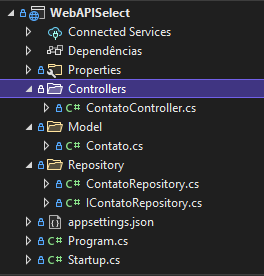 WebAPISelect
Connected Services
Dependências
Properties
Controllers
C# ContatoController.cs
Model
C# Contato.cs
Repository
C# ContatoRepository.cs
C# IContatoRepository.cs
appsettings.json
C# Program.cs
C# Startup.cs